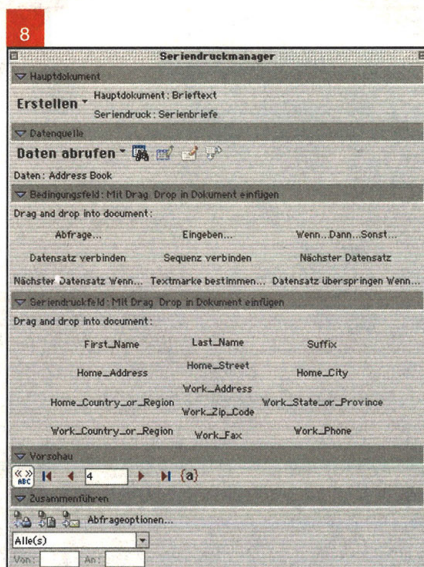 8
Seriendruckmanager
Hauptdokument
Erstellen Hauptdokument: Brieftext
Seriendruck: Serienbriefe
Datenquelle
Daten abrufen
Daten: Address Book
Bedingungsfeld: Mit Drag Drop in Dokument einfügen
Drag and drop into document:
Abfrage... Eingeben... Wenn...Dann...Sonst...
Datensatz verbinden Sequenz verbinden Nächster Datensatz
Nächster Datensatz Wenn... Textmarke bestimmen... Datensatz überspringen Wenn...
Seriendruckfeld: Mit Drag Drop in Dokument einfügen
Drag and drop into document:
First_Name Last_Name Suffix
Home_Address Home_Street Home_City
Work_Address
Home_Country_or_Region Work_Zip_Code Work_State_or_Province
Work_Country_or_Region Work_Fax Work_Phone
Vorschau
«» ABC 4 {a}
Zusammenführen
Abfrageoptionen...
Alle(s)
Von: An: